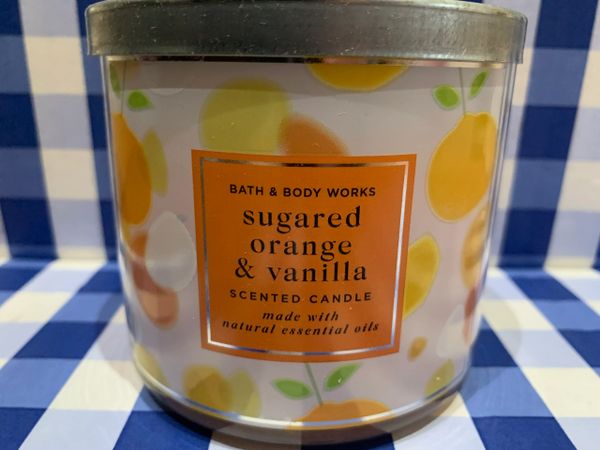 BATH & BODY WORKS
sugared
orange
& vanilla
SCENTED CANDLE
made with
natural essential oils